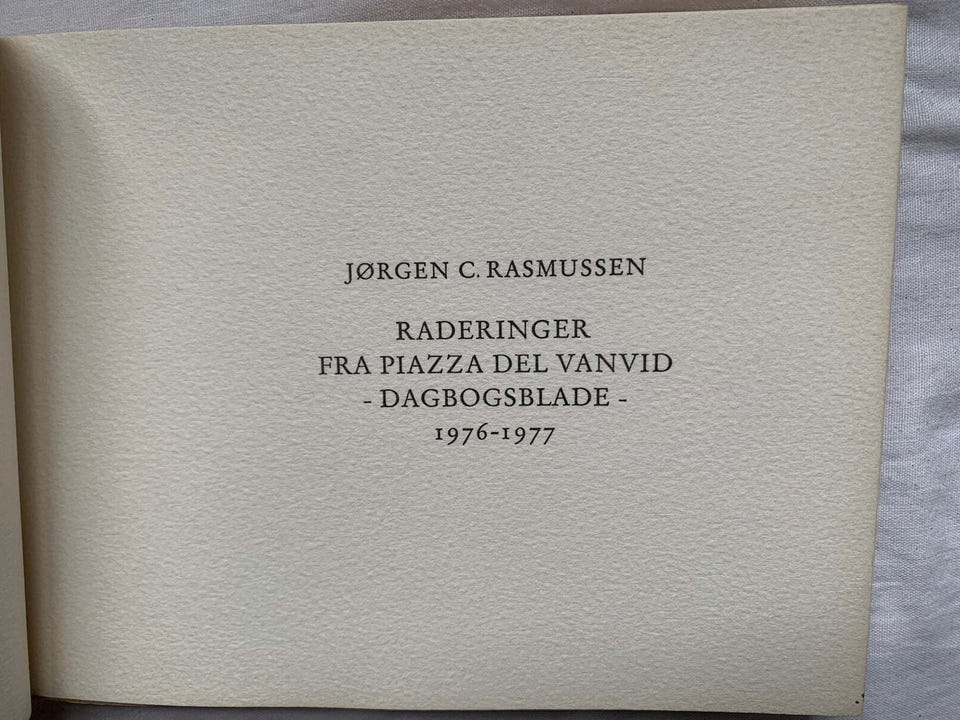 JØRGEN C. RASMUSSEN
RADERINGER
FRA PIAZZA DEL VANVID
- DAGBOGSBLADE -
1976-1977